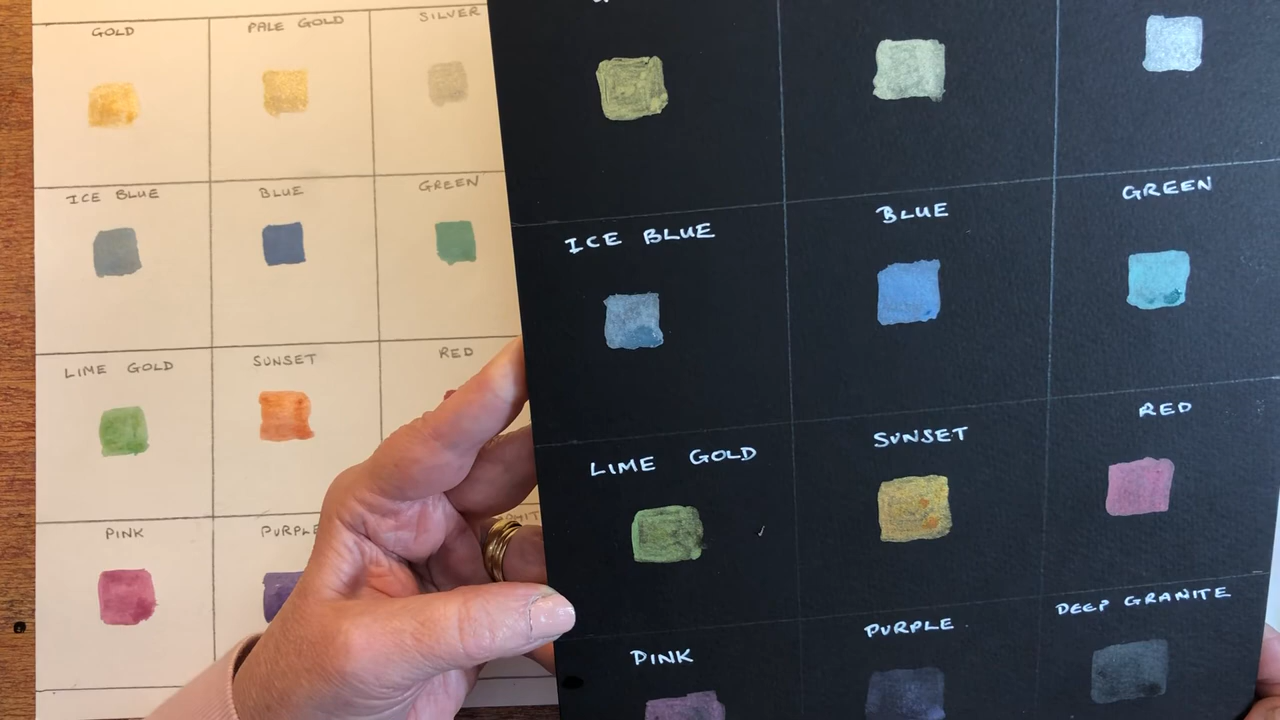 GOLD
PALE GOLD
SILVER
ICE BLUE
BLUE
GREEN
LIME GOLD
SUNSET
RED
PINK
PURPLE
ICE BLUE
BLUE
GREEN
LIME GOLD
SUNSET
RED
PINK
PURPLE
DEEP GRANITE